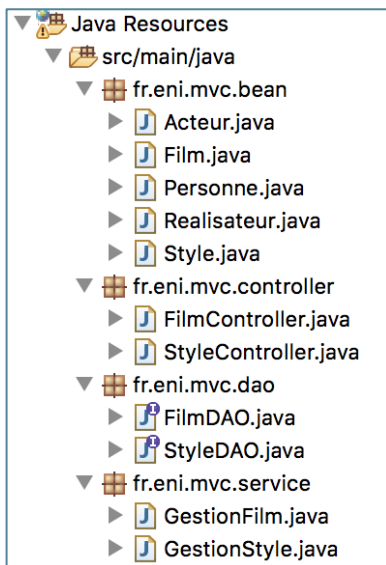 Java Resources
src/main/java
fr.eni.mvc.bean
Acteur.java
Film.java
Personne.java
Realisateur.java
Style.java
fr.eni.mvc.controller
FilmController.java
StyleController.java
fr.eni.mvc.dao
FilmDAO.java
StyleDAO.java
fr.eni.mvc.service
GestionFilm.java
GestionStyle.java